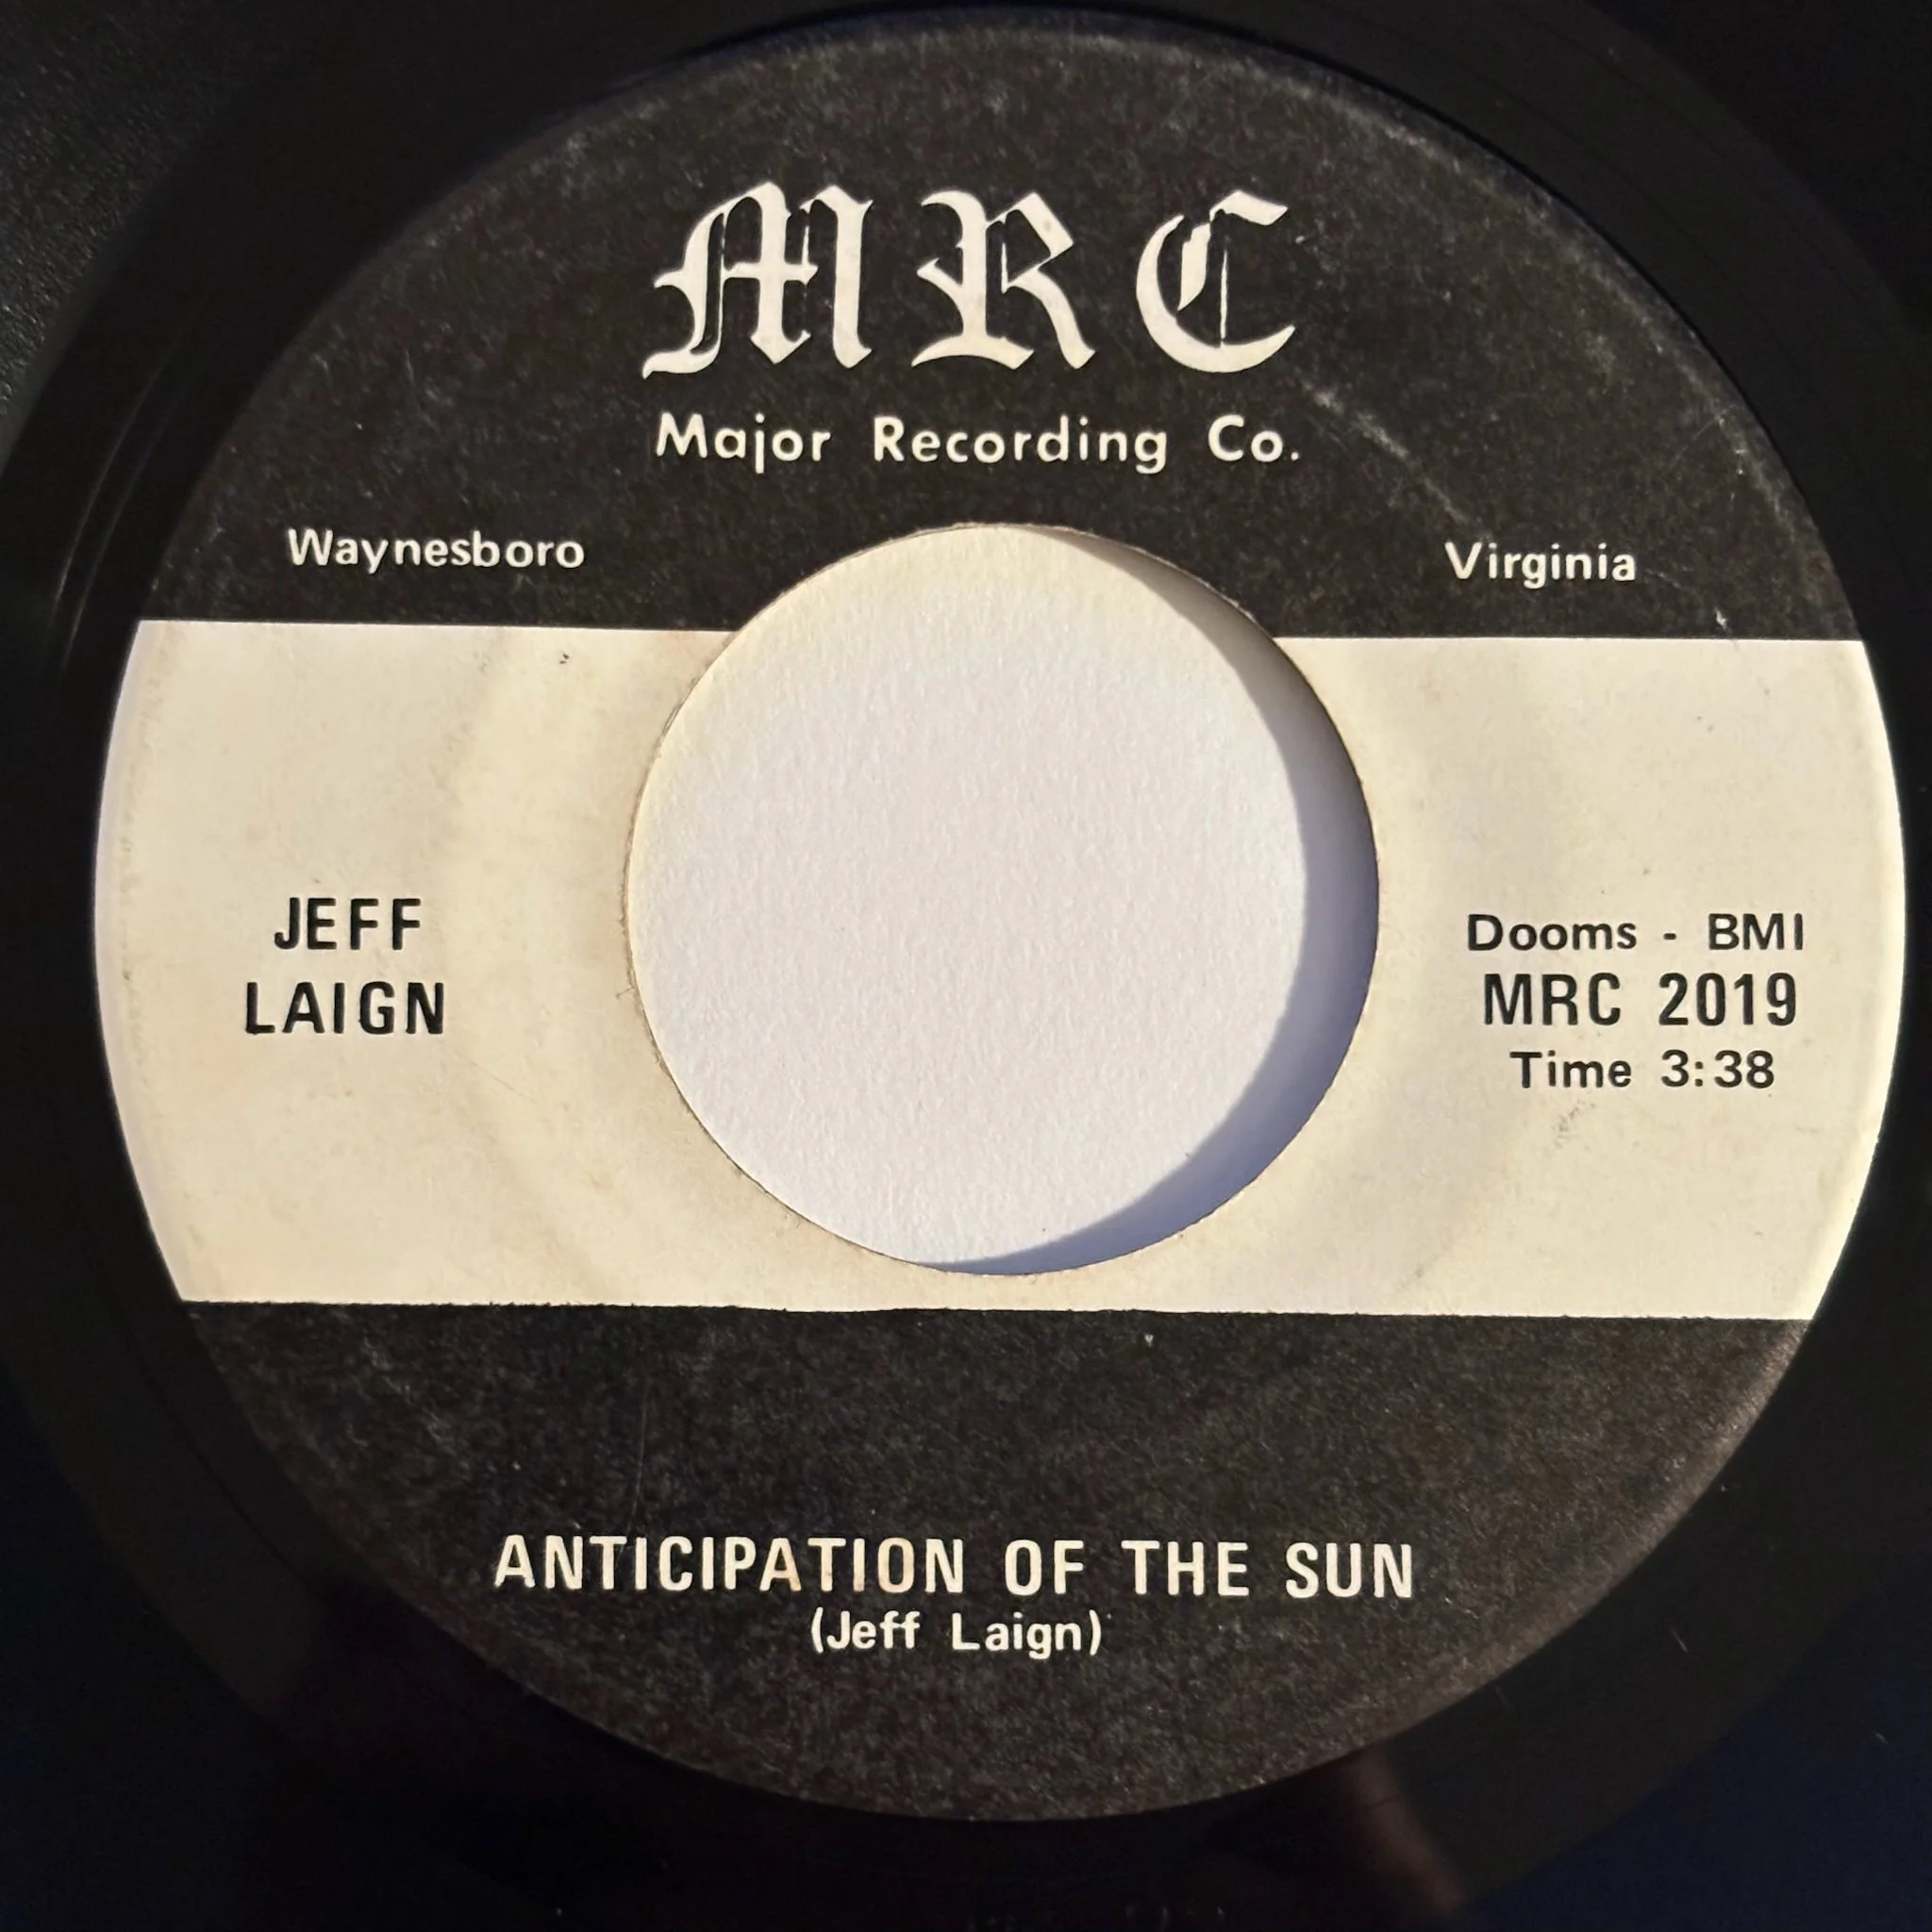 MRC
Major Recording Co.
Waynesboro
Virginia
JEFF
LAIGN
Dooms - BMI
MRC 2019
Time 3:38
ANTICIPATION OF THE SUN
(Jeff Laign)